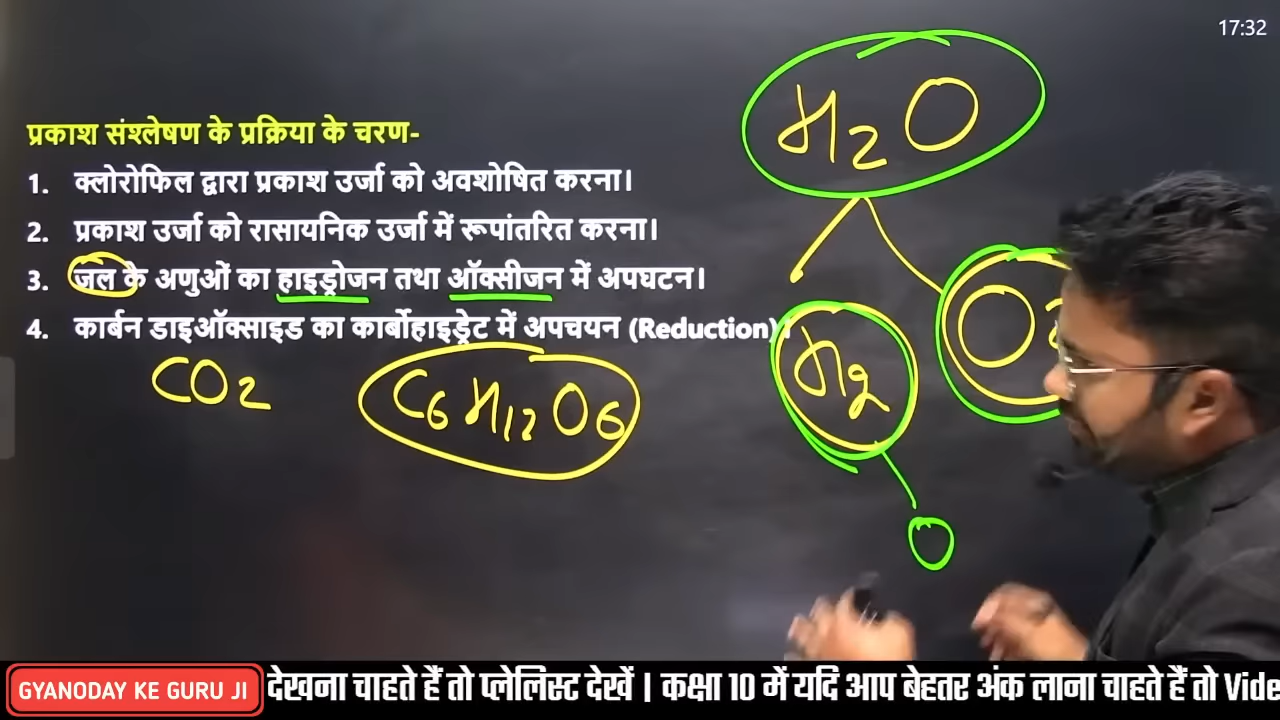 17:32
H2O
प्रकाश संश्लेषण के प्रक्रिया के चरण-
1. क्लोरोफिल द्वारा प्रकाश उर्जा को अवशोषित करना।
2. प्रकाश उर्जा को रासायनिक उर्जा में रूपांतरित करना।
3. जल के अणुओं का हाइड्रोजन तथा ऑक्सीजन में अपघटन।
4. कार्बन डाइऑक्साइड का कार्बोहाइड्रेट में अपचयन (Reduction)।
O2
H2
CO2
C6H12O6
GYANODAY KE GURU JI देखना चाहते हैं तो प्लेलिस्ट देखें | कक्षा 10 में यदि आप बेहतर अंक लाना चाहते हैं तो Vide